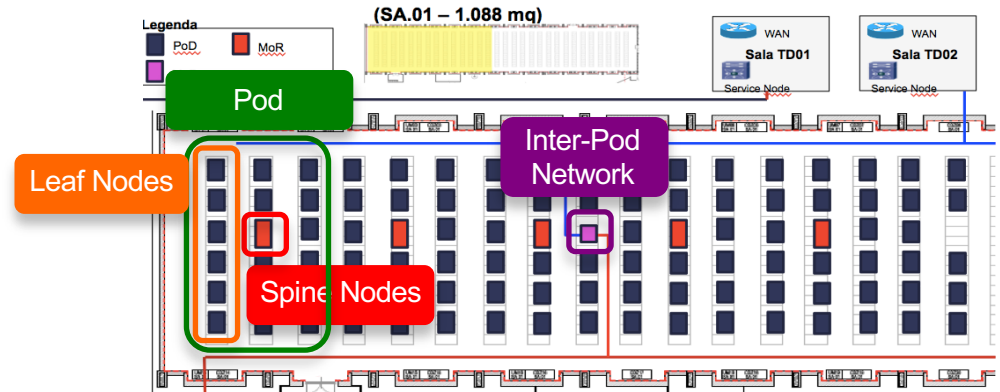 (SA.01 – 1.088 mq)
Legenda
PoD
MoR
WAN
Sala TD01
Service Node
WAN
Sala TD02
Service Node
Pod
Inter-Pod
Network
Leaf Nodes
Spine Nodes